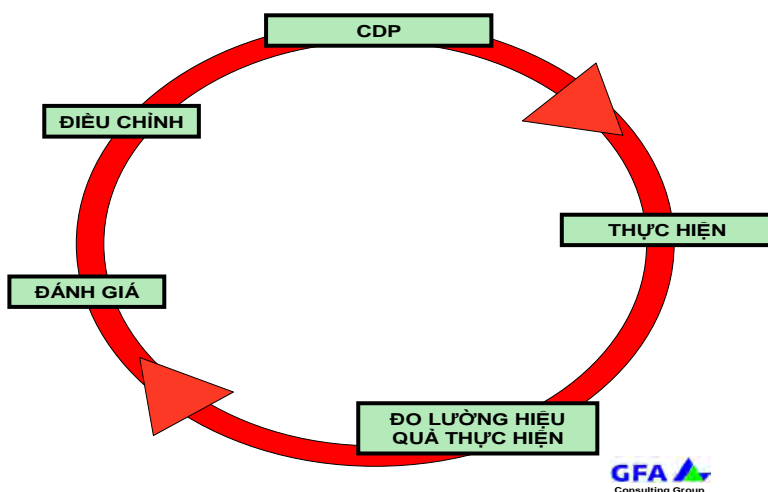 CDP
ĐIỀU CHỈNH
THỰC HIỆN
ĐÁNH GIÁ
ĐO LƯỜNG HIỆU
QUẢ THỰC HIỆN
GFA
Consulting Group